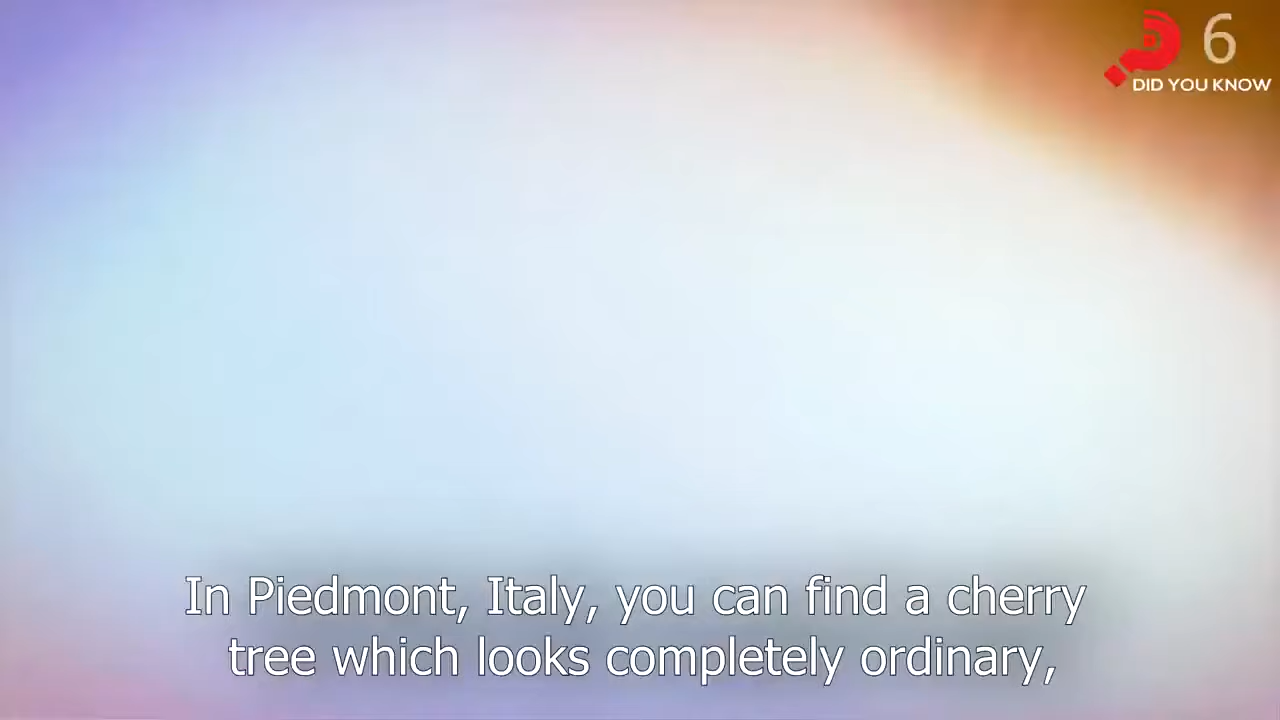 6
DID YOU KNOW
In Piedmont, Italy, you can find a cherry
tree which looks completely ordinary,